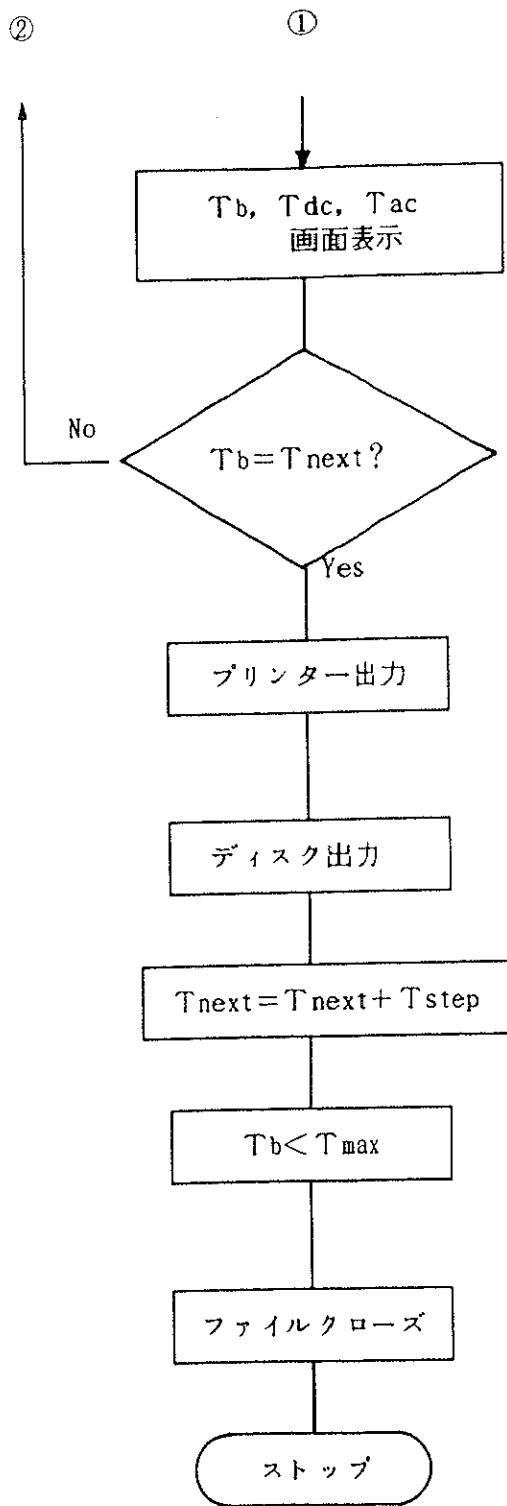 ② ①
Tb, Tdc, Tac
画面表示
No
Tb=Tnext?
Yes
プリンター出力
ディスク出力
Tnext=Tnext+Tstep
Tb<Tmax
ファイルクローズ
ストップ